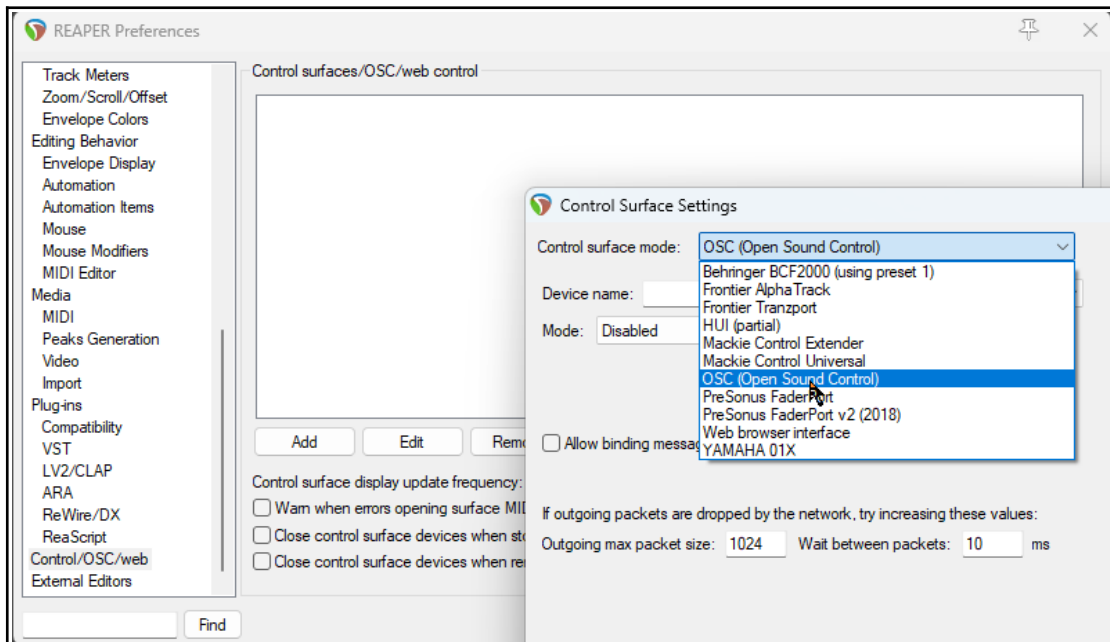 REAPER Preferences
Track Meters
Zoom/Scroll/Offset
Envelope Colors
Editing Behavior
Envelope Display
Automation
Automation Items
Mouse
Mouse Modifiers
MIDI Editor
Media
MIDI
Peaks Generation
Video
Import
Plug-ins
Compatibility
VST
LV2/CLAP
ARA
ReWire/DX
ReaScript
Control/OSC/web
External Editors
Find
Control surfaces/OSC/web control
Add Edit
Control surface display update frequency:
Warn when errors opening surface
Close control surface devices when
Close control surface devices when
Control Surface Settings
Control surface mode: OSC (Open Sound Control)
Behringer BCF2000 (using preset 1)
Frontier AlphaTrack
Frontier Tranzport
HUI (partial)
Mackie Control Extender
Mackie Control Universal
OSC (Open Sound Control)
PreSonus FaderPort
PreSonus FaderPort v2 (2018)
Web browser interface
YAMAHA 01X
Device name:
Mode: Disabled
Allow binding
If outgoing packets are dropped by the network, try increasing these values:
Outgoing max packet size: 1024 Wait between packets: 10 ms